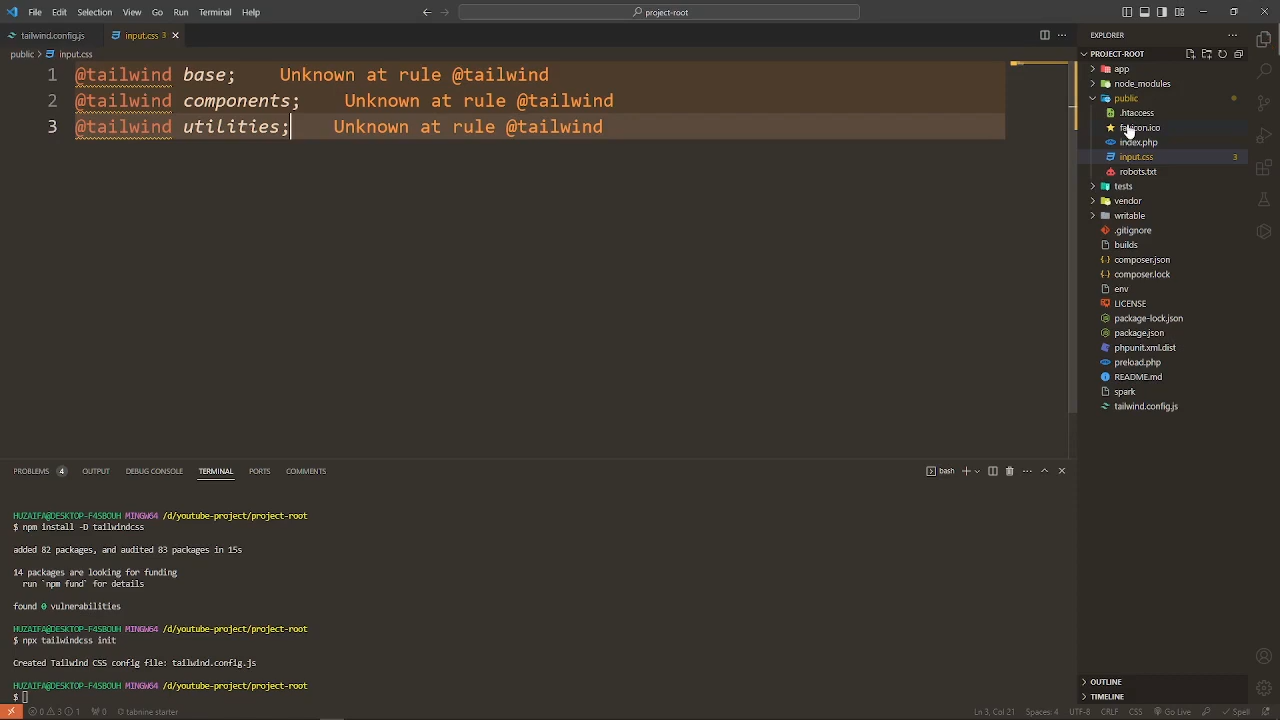 File Edit Selection View Go Run Terminal Help
project-root
tailwind.config.js
input.css 3
public > input.css
1 @tailwind base; Unknown at rule @tailwind
2 @tailwind components; Unknown at rule @tailwind
3 @tailwind utilities; Unknown at rule @tailwind
EXPLORER
PROJECT-ROOT
app
node_modules
public
.htaccess
favicon.ico
index.php
input.css 3
robots.txt
tests
vendor
writable
.gitignore
builds
composer.json
composer.lock
env
LICENSE
package-lock.json
package.json
phpunit.xml.dist
preload.php
README.md
spark
tailwind.config.js
OUTLINE
TIMELINE
PROBLEMS 4 OUTPUT DEBUG CONSOLE TERMINAL PORTS COMMENTS
bash
HUZAIFA@DESKTOP-F4SBOUH MINGW64 /d/youtube-project/project-root
$ npm install -D tailwindcss
added 82 packages, and audited 83 packages in 15s
14 packages are looking for funding
run `npm fund` for details
found 0 vulnerabilities
HUZAIFA@DESKTOP-F4SBOUH MINGW64 /d/youtube-project/project-root
$ npx tailwindcss init
Created Tailwind CSS config file: tailwind.config.js
HUZAIFA@DESKTOP-F4SBOUH MINGW64 /d/youtube-project/project-root
$
0 3 1 0 tabnine starter Ln 3, Col 21 Spaces: 4 UTF-8 CRLF CSS Go Live Spell